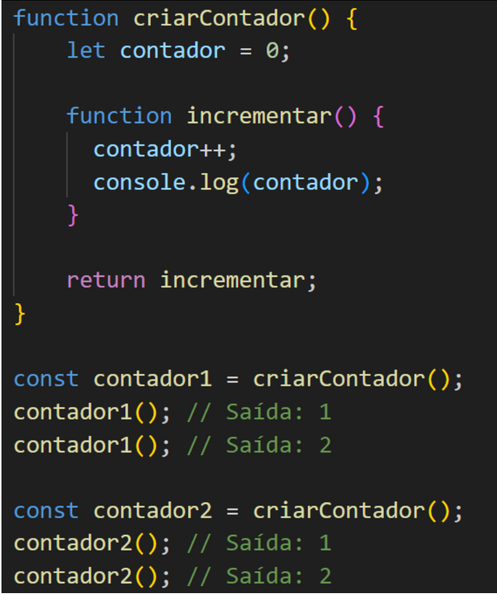 function criarContador() {
let contador = 0;
function incrementar() {
contador++;
console.log(contador);
}
return incrementar;
}
const contador1 = criarContador();
contador1(); // Saída: 1
contador1(); // Saída: 2
const contador2 = criarContador();
contador2(); // Saída: 1
contador2(); // Saída: 2